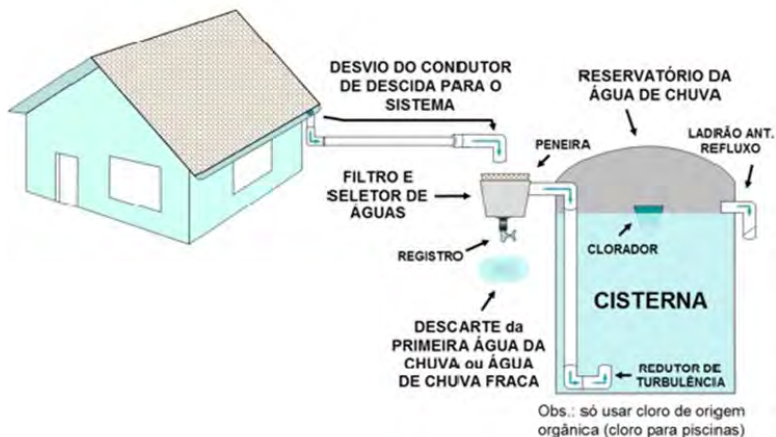 DESVIO DO CONDUTOR
DE DESCIDA PARA O
SISTEMA
RESERVATÓRIO DA
ÁGUA DE CHUVA
LADRÃO ANT.
REFLUXO
PENEIRA
FILTRO E
SELETOR DE
ÁGUAS
REGISTRO
CLORADOR
CISTERNA
DESCARTE da
PRIMEIRA ÁGUA DA
CHUVA ou ÁGUA
DE CHUVA FRACA
REDUTOR DE
TURBULÊNCIA
Obs.: só usar cloro de origem
orgânica (cloro para piscinas)